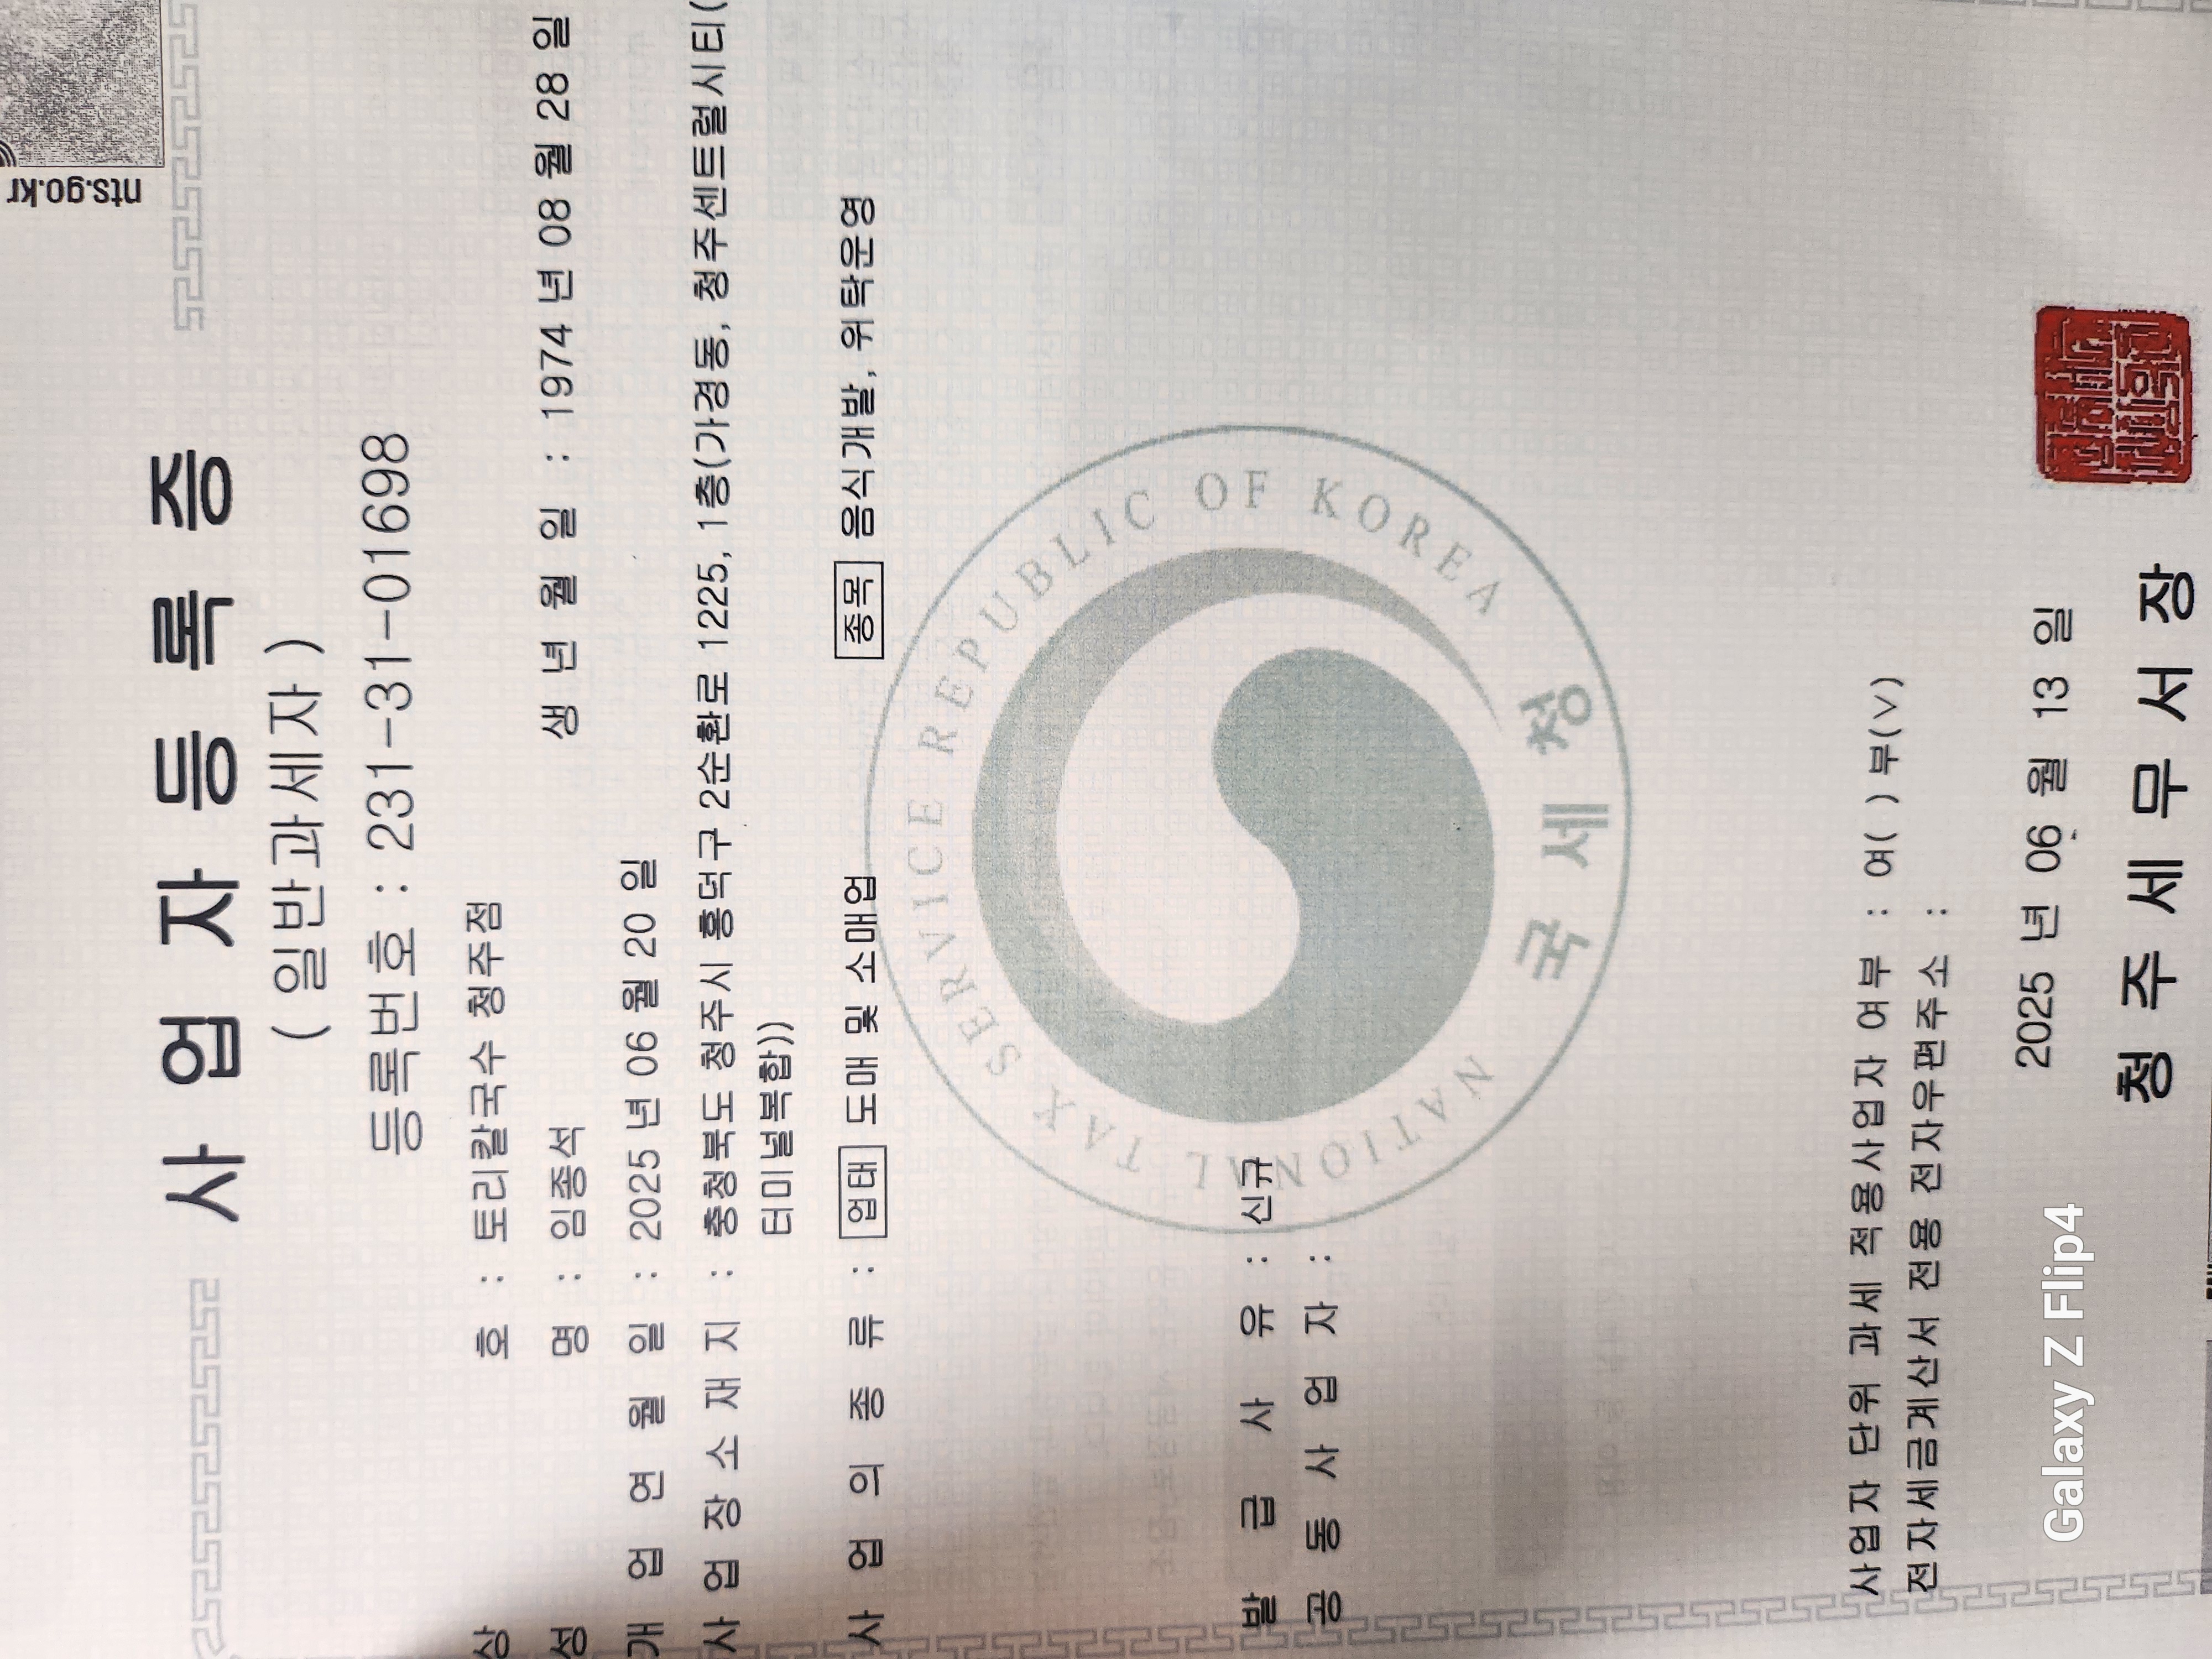 nts.go.kr
사 업 자 등 록 증
( 일반과세자 )
등록번호 : 231-31-01698
상 호 : 토리칼국수 청주점
성 명 : 임종석 생 년 월 일 : 1974 년 08 월 28 일
개 업 연 월 일 : 2025 년 06 월 20 일
사 업 장 소 재 지 : 충청북도 청주시 흥덕구 2순환로 1225, 1층(가경동, 청주센트럴시티(
터미널복합))
사 업 의 종 류 : 업태 도매 및 소매업 종목 음식개발, 위탁운영
NATIONAL TAX SERVICE REPUBLIC OF KOREA
국 세 청
발 급 사 유 : 신규
공 동 사 업 자 :
사업자 단위 과세 적용사업자 여부 : 여( ) 부(∨)
전자세금계산서 전용 전자우편주소 :
2025 년 06 월 13 일
청 주 세 무 서 장
Galaxy Z Flip4